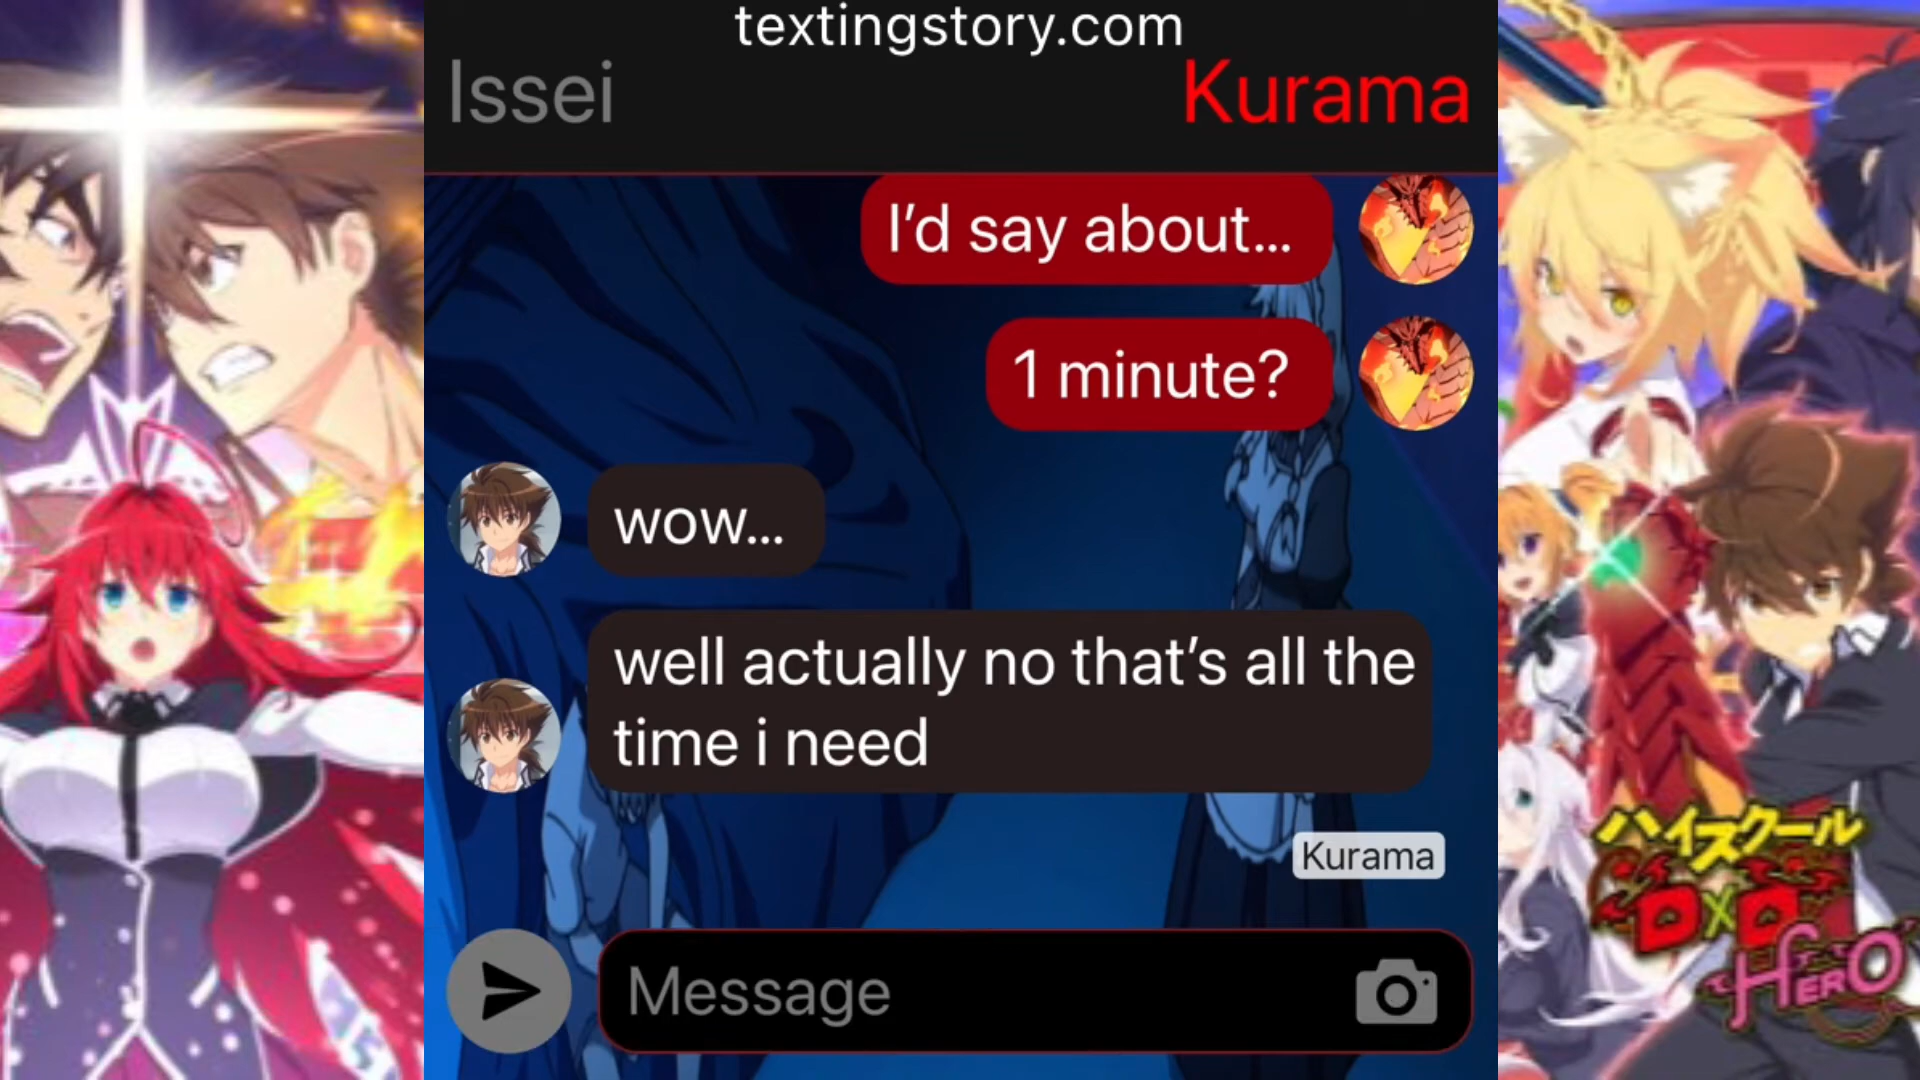 textingstory.com
Issei
Kurama
I’d say about...
1 minute?
wow...
well actually no that’s all the
time i need
Kurama
Message
ハイスクール
D×D
HERO